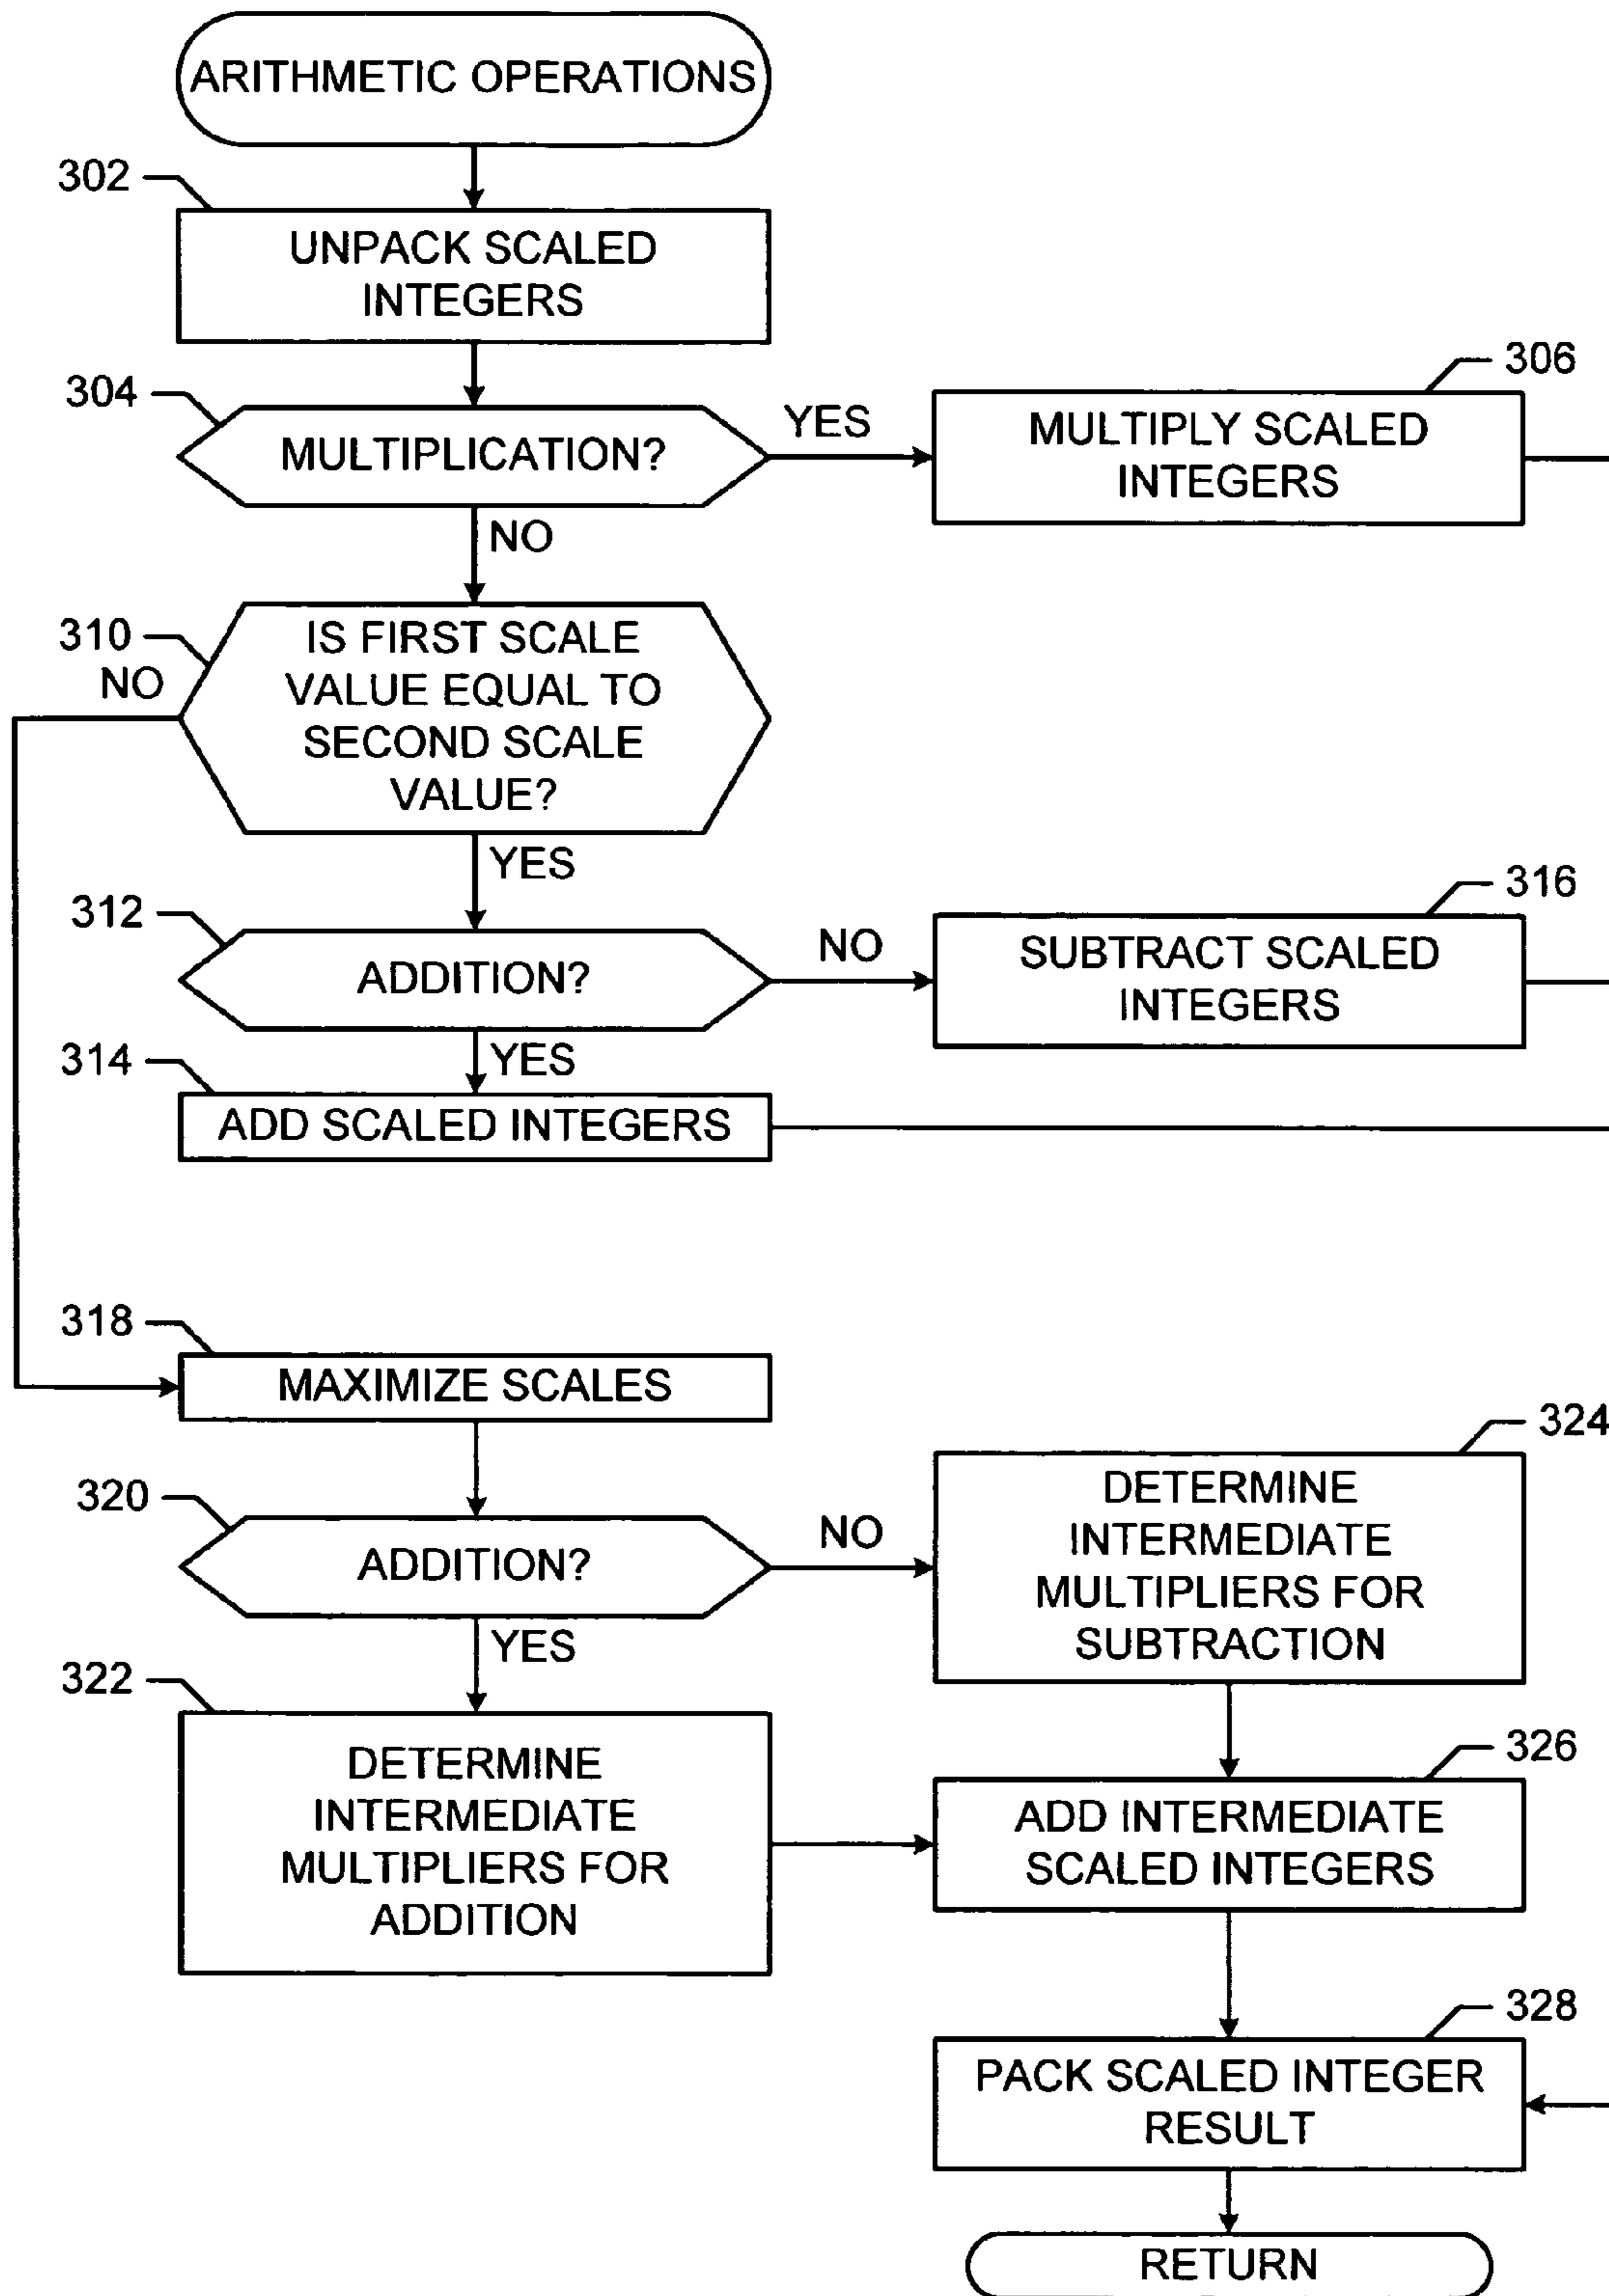 ARITHMETIC OPERATIONS
302
UNPACK SCALED
INTEGERS
304
MULTIPLICATION?
YES
306
MULTIPLY SCALED
INTEGERS
NO
310
NO
IS FIRST SCALE
VALUE EQUAL TO
SECOND SCALE
VALUE?
YES
312
ADDITION?
NO
316
SUBTRACT SCALED
INTEGERS
YES
314
ADD SCALED INTEGERS
318
MAXIMIZE SCALES
320
ADDITION?
NO
324
DETERMINE
INTERMEDIATE
MULTIPLIERS FOR
SUBTRACTION
YES
322
DETERMINE
INTERMEDIATE
MULTIPLIERS FOR
ADDITION
326
ADD INTERMEDIATE
SCALED INTEGERS
328
PACK SCALED INTEGER
RESULT
RETURN